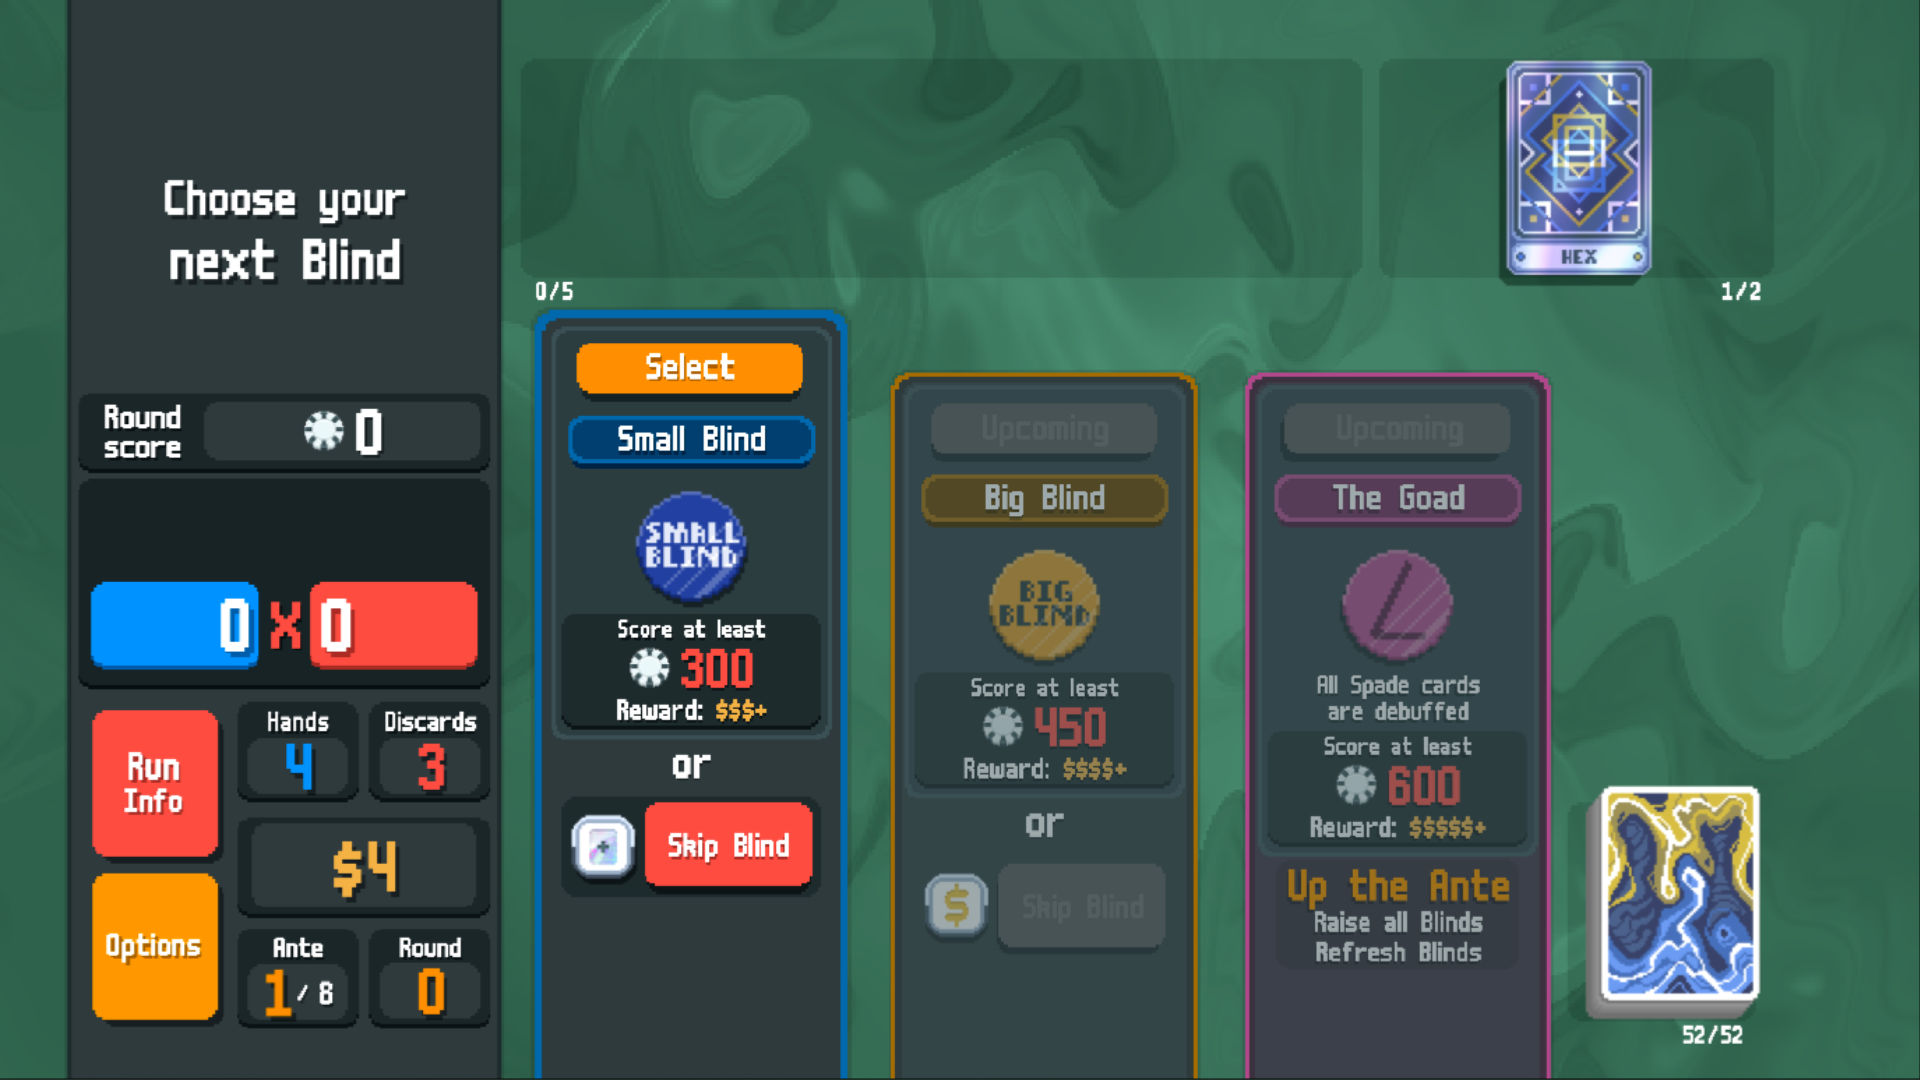 Choose your
next Blind
Round
score
0
0 X 0
Run
Info
Hands
4
Discards
3
$4
Options
Ante
1 / 8
Round
0
0/5
HEX
1/2
Select
Small Blind
SMALL
BLIND
Score at least
300
Reward: $$$+
or
Skip Blind
Upcoming
Big Blind
BIG
BLIND
Score at least
450
Reward: $$$$+
or
$
Skip Blind
Upcoming
The Goad
All Spade cards
are debuffed
Score at least
600
Reward: $$$$$+
Up the Ante
Raise all Blinds
Refresh Blinds
52/52